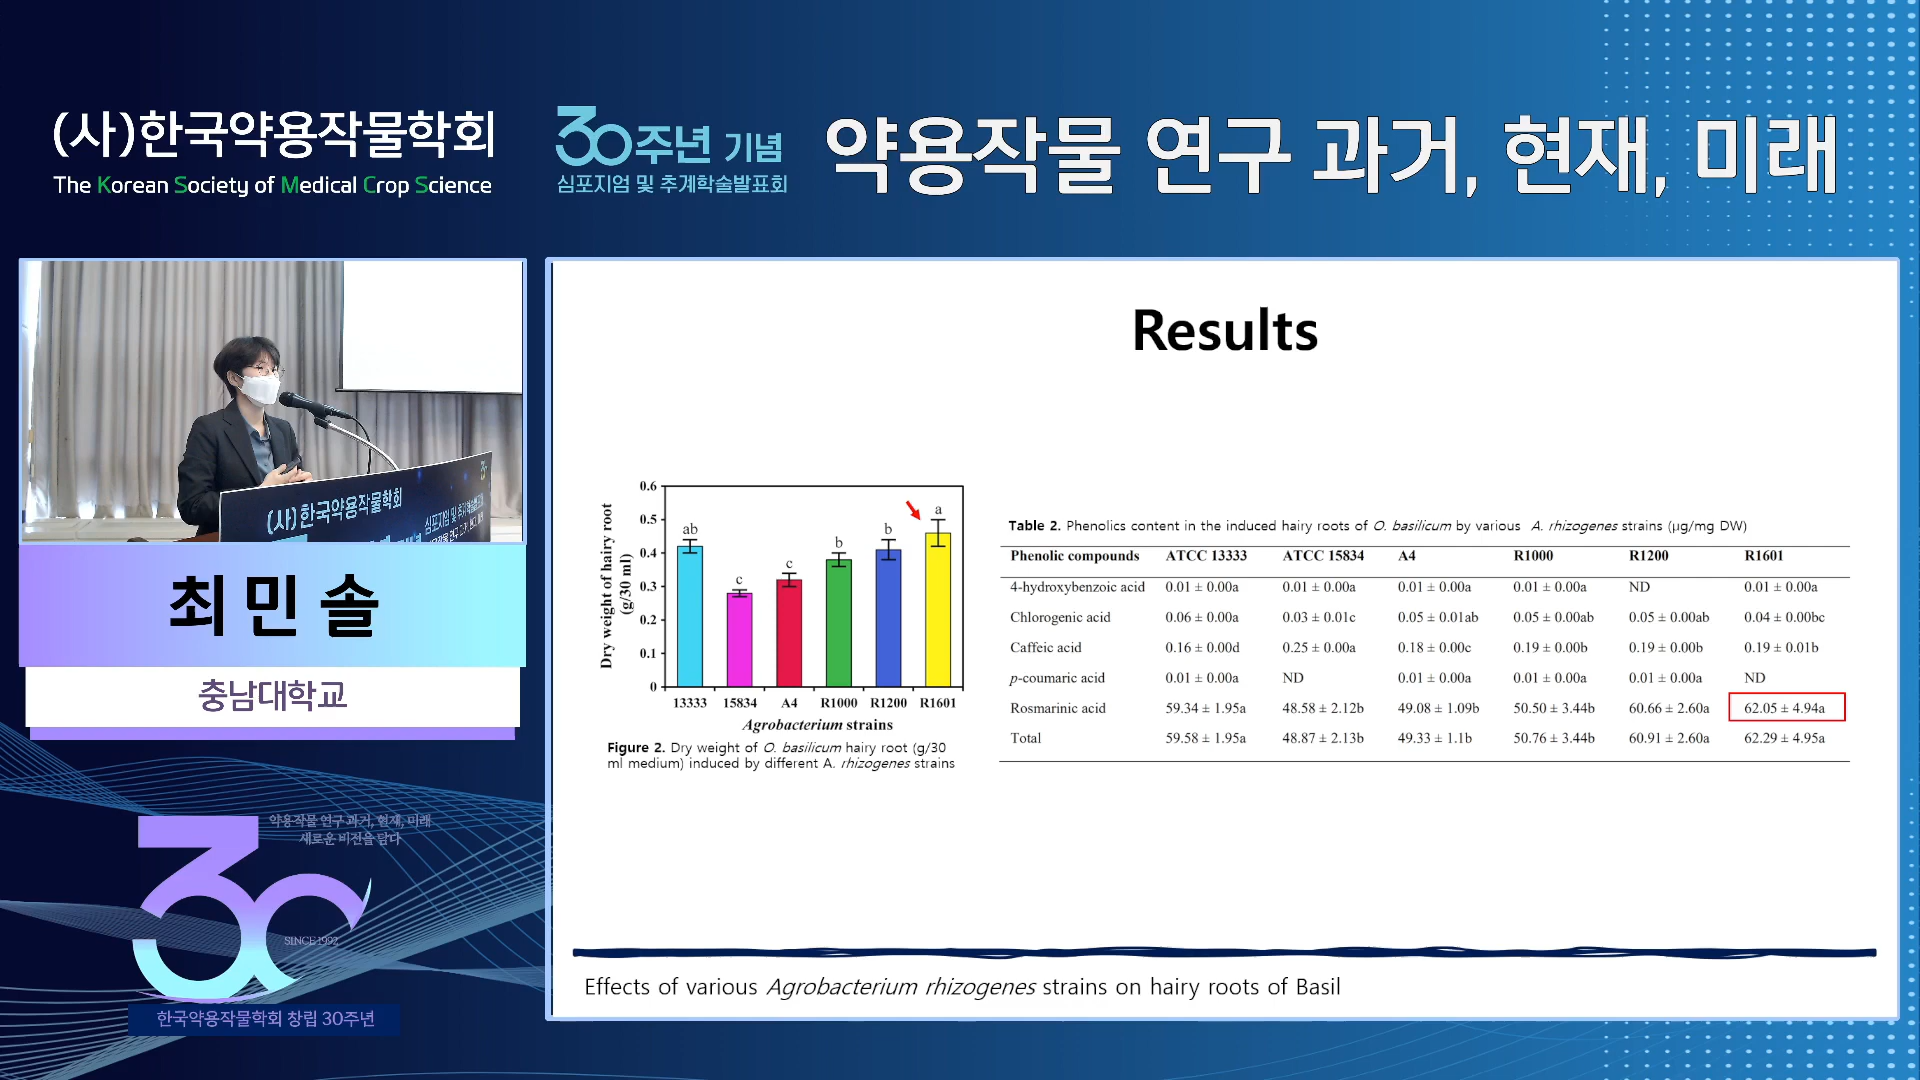 (사)한국약용작물학회
The Korean Society of Medical Crop Science
30주년 기념
심포지엄 및 추계학술발표회
약용작물 연구 과거, 현재, 미래
(사)한국약용작물학회
최민솔
충남대학교
약용작물 연구 과거, 현재, 미래
새로운 비전을 담다
30
SINCE 1992
한국약용작물학회 창립 30주년
Results
Dry weight of hairy root
(g/30 ml)
0.6
0.5
0.4
0.3
0.2
0.1
0
ab c c b b a
13333 15834 A4 R1000 R1200 R1601
Agrobacterium strains
Figure 2. Dry weight of O. basilicum hairy root (g/30
ml medium) induced by different A. rhizogenes strains
Table 2. Phenolics content in the induced hairy roots of O. basilicum by various A. rhizogenes strains (μg/mg DW)
Phenolic compounds ATCC 13333 ATCC 15834 A4 R1000 R1200 R1601
4-hydroxybenzoic acid 0.01 ± 0.00a 0.01 ± 0.00a 0.01 ± 0.00a 0.01 ± 0.00a ND 0.01 ± 0.00a
Chlorogenic acid 0.06 ± 0.00a 0.03 ± 0.01c 0.05 ± 0.01ab 0.05 ± 0.00ab 0.05 ± 0.00ab 0.04 ± 0.00bc
Caffeic acid 0.16 ± 0.00d 0.25 ± 0.00a 0.18 ± 0.00c 0.19 ± 0.00b 0.19 ± 0.00b 0.19 ± 0.01b
p-coumaric acid 0.01 ± 0.00a ND 0.01 ± 0.00a 0.01 ± 0.00a 0.01 ± 0.00a ND
Rosmarinic acid 59.34 ± 1.95a 48.58 ± 2.12b 49.08 ± 1.09b 50.50 ± 3.44b 60.66 ± 2.60a 62.05 ± 4.94a
Total 59.58 ± 1.95a 48.87 ± 2.13b 49.33 ± 1.1b 50.76 ± 3.44b 60.91 ± 2.60a 62.29 ± 4.95a
Effects of various Agrobacterium rhizogenes strains on hairy roots of Basil